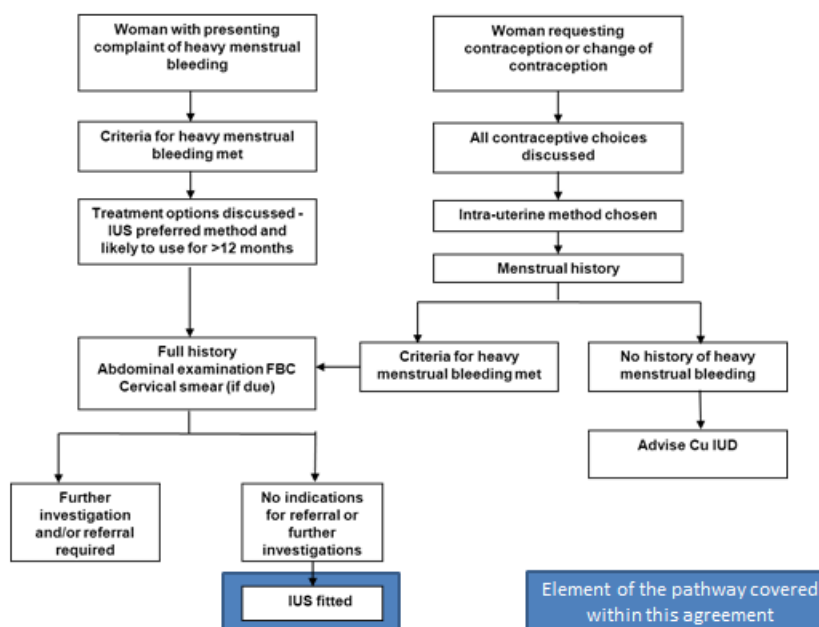 Woman with presenting
complaint of heavy menstrual
bleeding
Woman requesting
contraception or change of
contraception
Criteria for heavy menstrual
bleeding met
All contraceptive choices
discussed
Treatment options discussed -
IUS preferred method and
likely to use for >12 months
Intra-uterine method chosen
Menstrual history
Full history
Abdominal examination FBC
Cervical smear (if due)
Criteria for heavy
menstrual bleeding met
No history of heavy
menstrual bleeding
Advise Cu IUD
Further
investigation
and/or referral
required
No indications
for referral or
further
investigations
IUS fitted
Element of the pathway covered
within this agreement